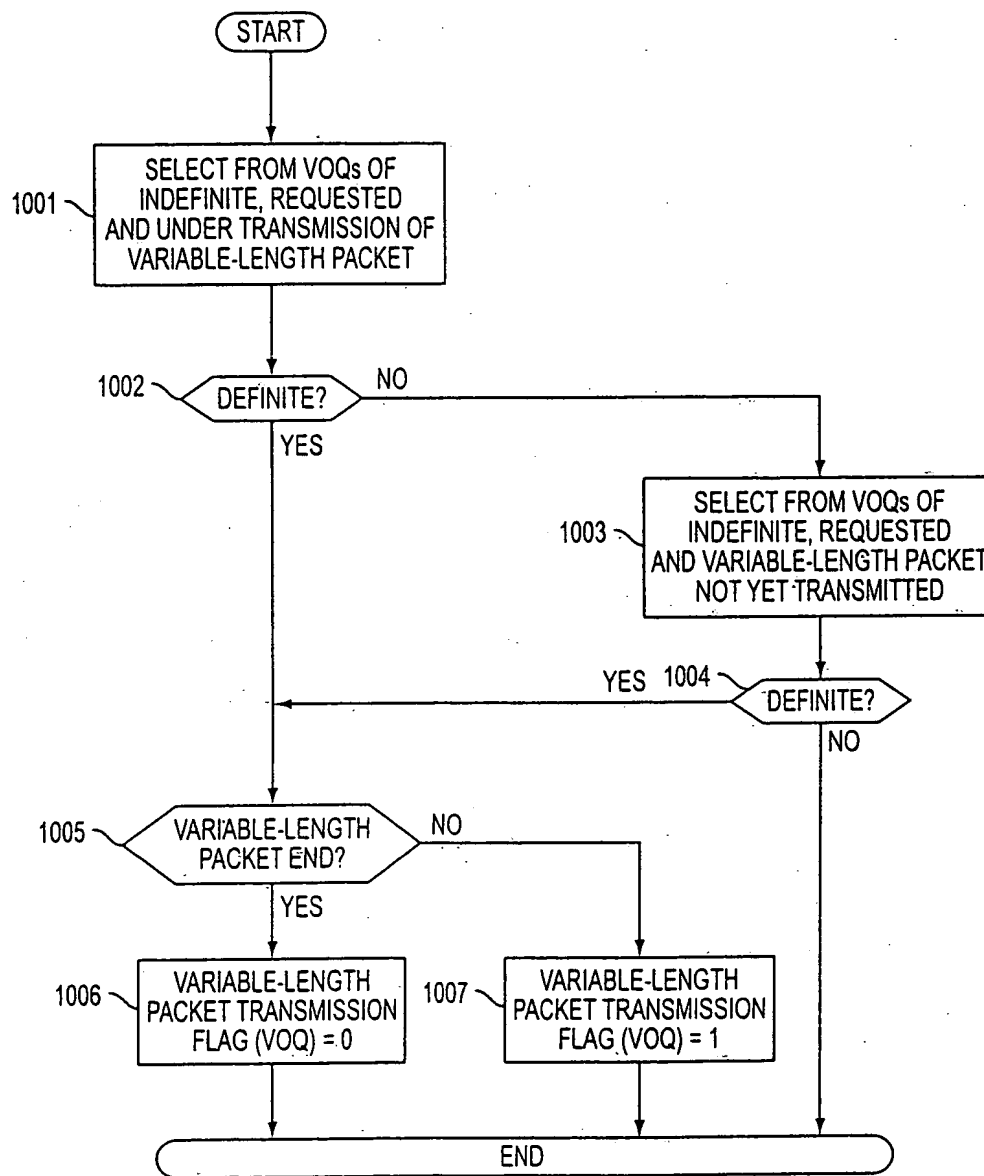 START
1001
SELECT FROM VOQs OF
INDEFINITE, REQUESTED
AND UNDER TRANSMISSION OF
VARIABLE-LENGTH PACKET
1002
DEFINITE?
NO
YES
1003
SELECT FROM VOQs OF
INDEFINITE, REQUESTED
AND VARIABLE-LENGTH PACKET
NOT YET TRANSMITTED
YES
1004
DEFINITE?
NO
1005
VARIABLE-LENGTH
PACKET END?
NO
YES
1006
VARIABLE-LENGTH
PACKET TRANSMISSION
FLAG (VOQ) = 0
1007
VARIABLE-LENGTH
PACKET TRANSMISSION
FLAG (VOQ) = 1
END